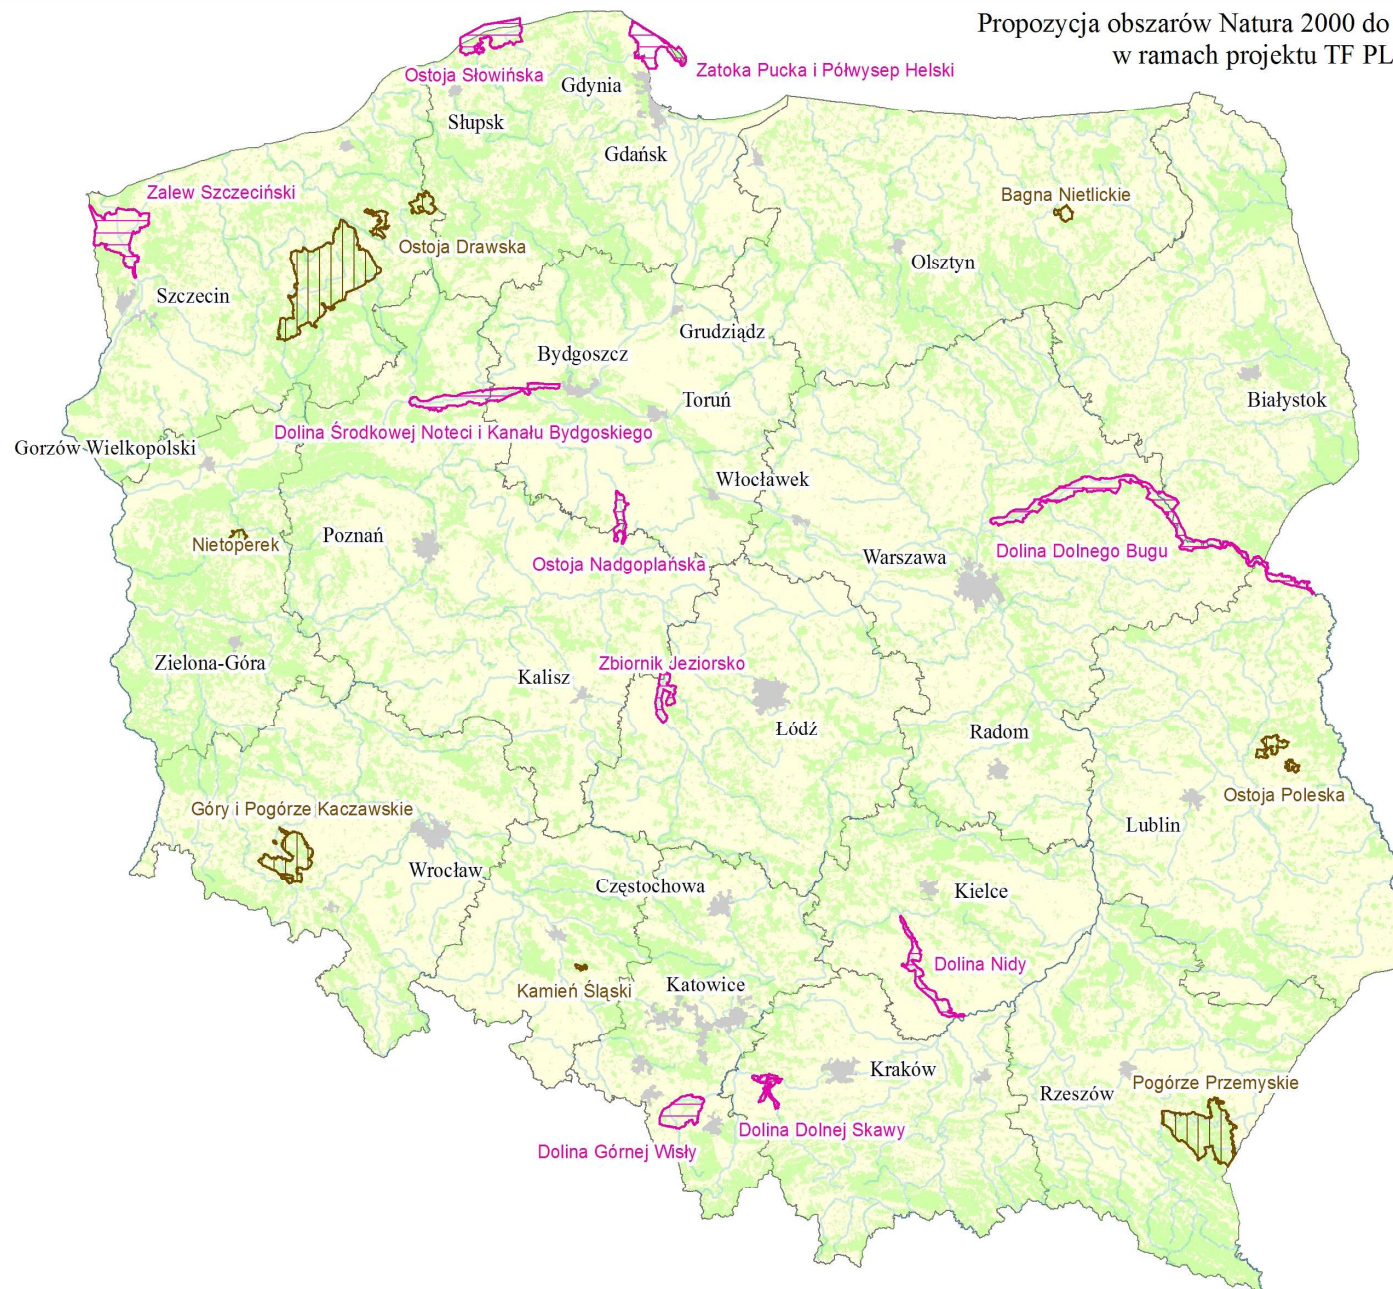 Propozycja obszarów Natura 2000 do
w ramach projektu TF PL
Ostoja Słowińska
Gdynia
Zatoka Pucka i Półwysep Helski
Słupsk
Gdańsk
Zalew Szczeciński
Bagna Nietlickie
Ostoja Drawska
Olsztyn
Szczecin
Grudziądz
Bydgoszcz
Toruń
Białystok
Dolina Środkowej Noteci i Kanału Bydgoskiego
Gorzów Wielkopolski
Włocławek
Nietoperek
Poznań
Ostoja Nadgoplańska
Warszawa
Dolina Dolnego Bugu
Zielona-Góra
Kalisz
Zbiornik Jeziorsko
Łódź
Radom
Ostoja Poleska
Góry i Pogórze Kaczawskie
Lublin
Wrocław
Częstochowa
Kielce
Dolina Nidy
Kamień Śląski
Katowice
Kraków
Rzeszów
Pogórze Przemyskie
Dolina Górnej Wisły
Dolina Dolnej Skawy